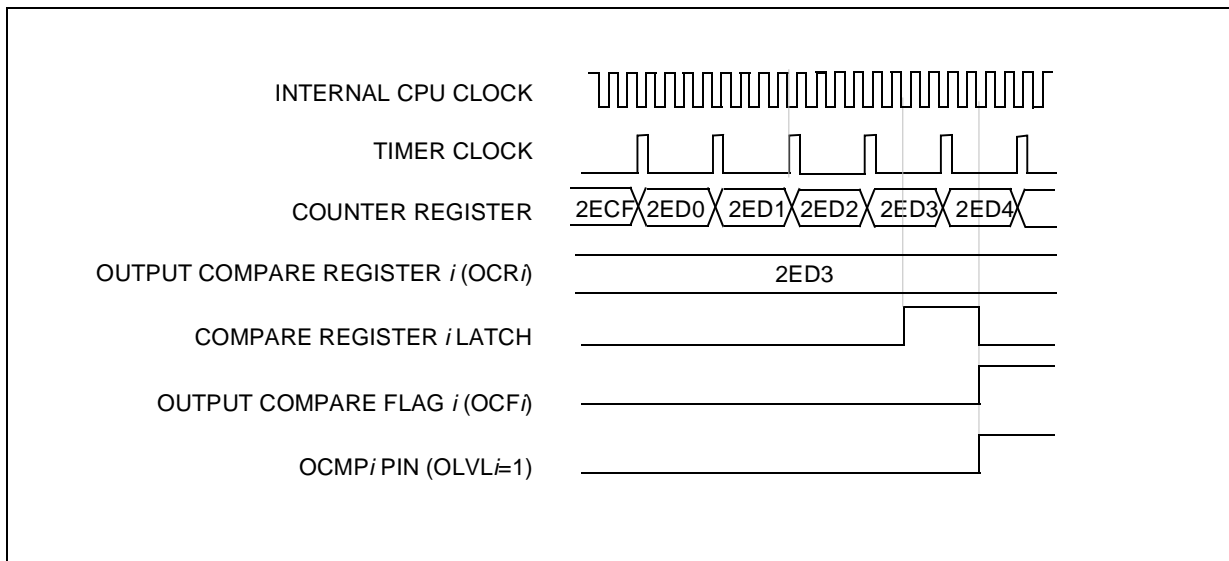 INTERNAL CPU CLOCK
TIMER CLOCK
COUNTER REGISTER 2ECF 2ED0 2ED1 2ED2 2ED3 2ED4
OUTPUT COMPARE REGISTER i (OCRi) 2ED3
COMPARE REGISTER i LATCH
OUTPUT COMPARE FLAG i (OCFi)
OCMPi PIN (OLVLi=1)